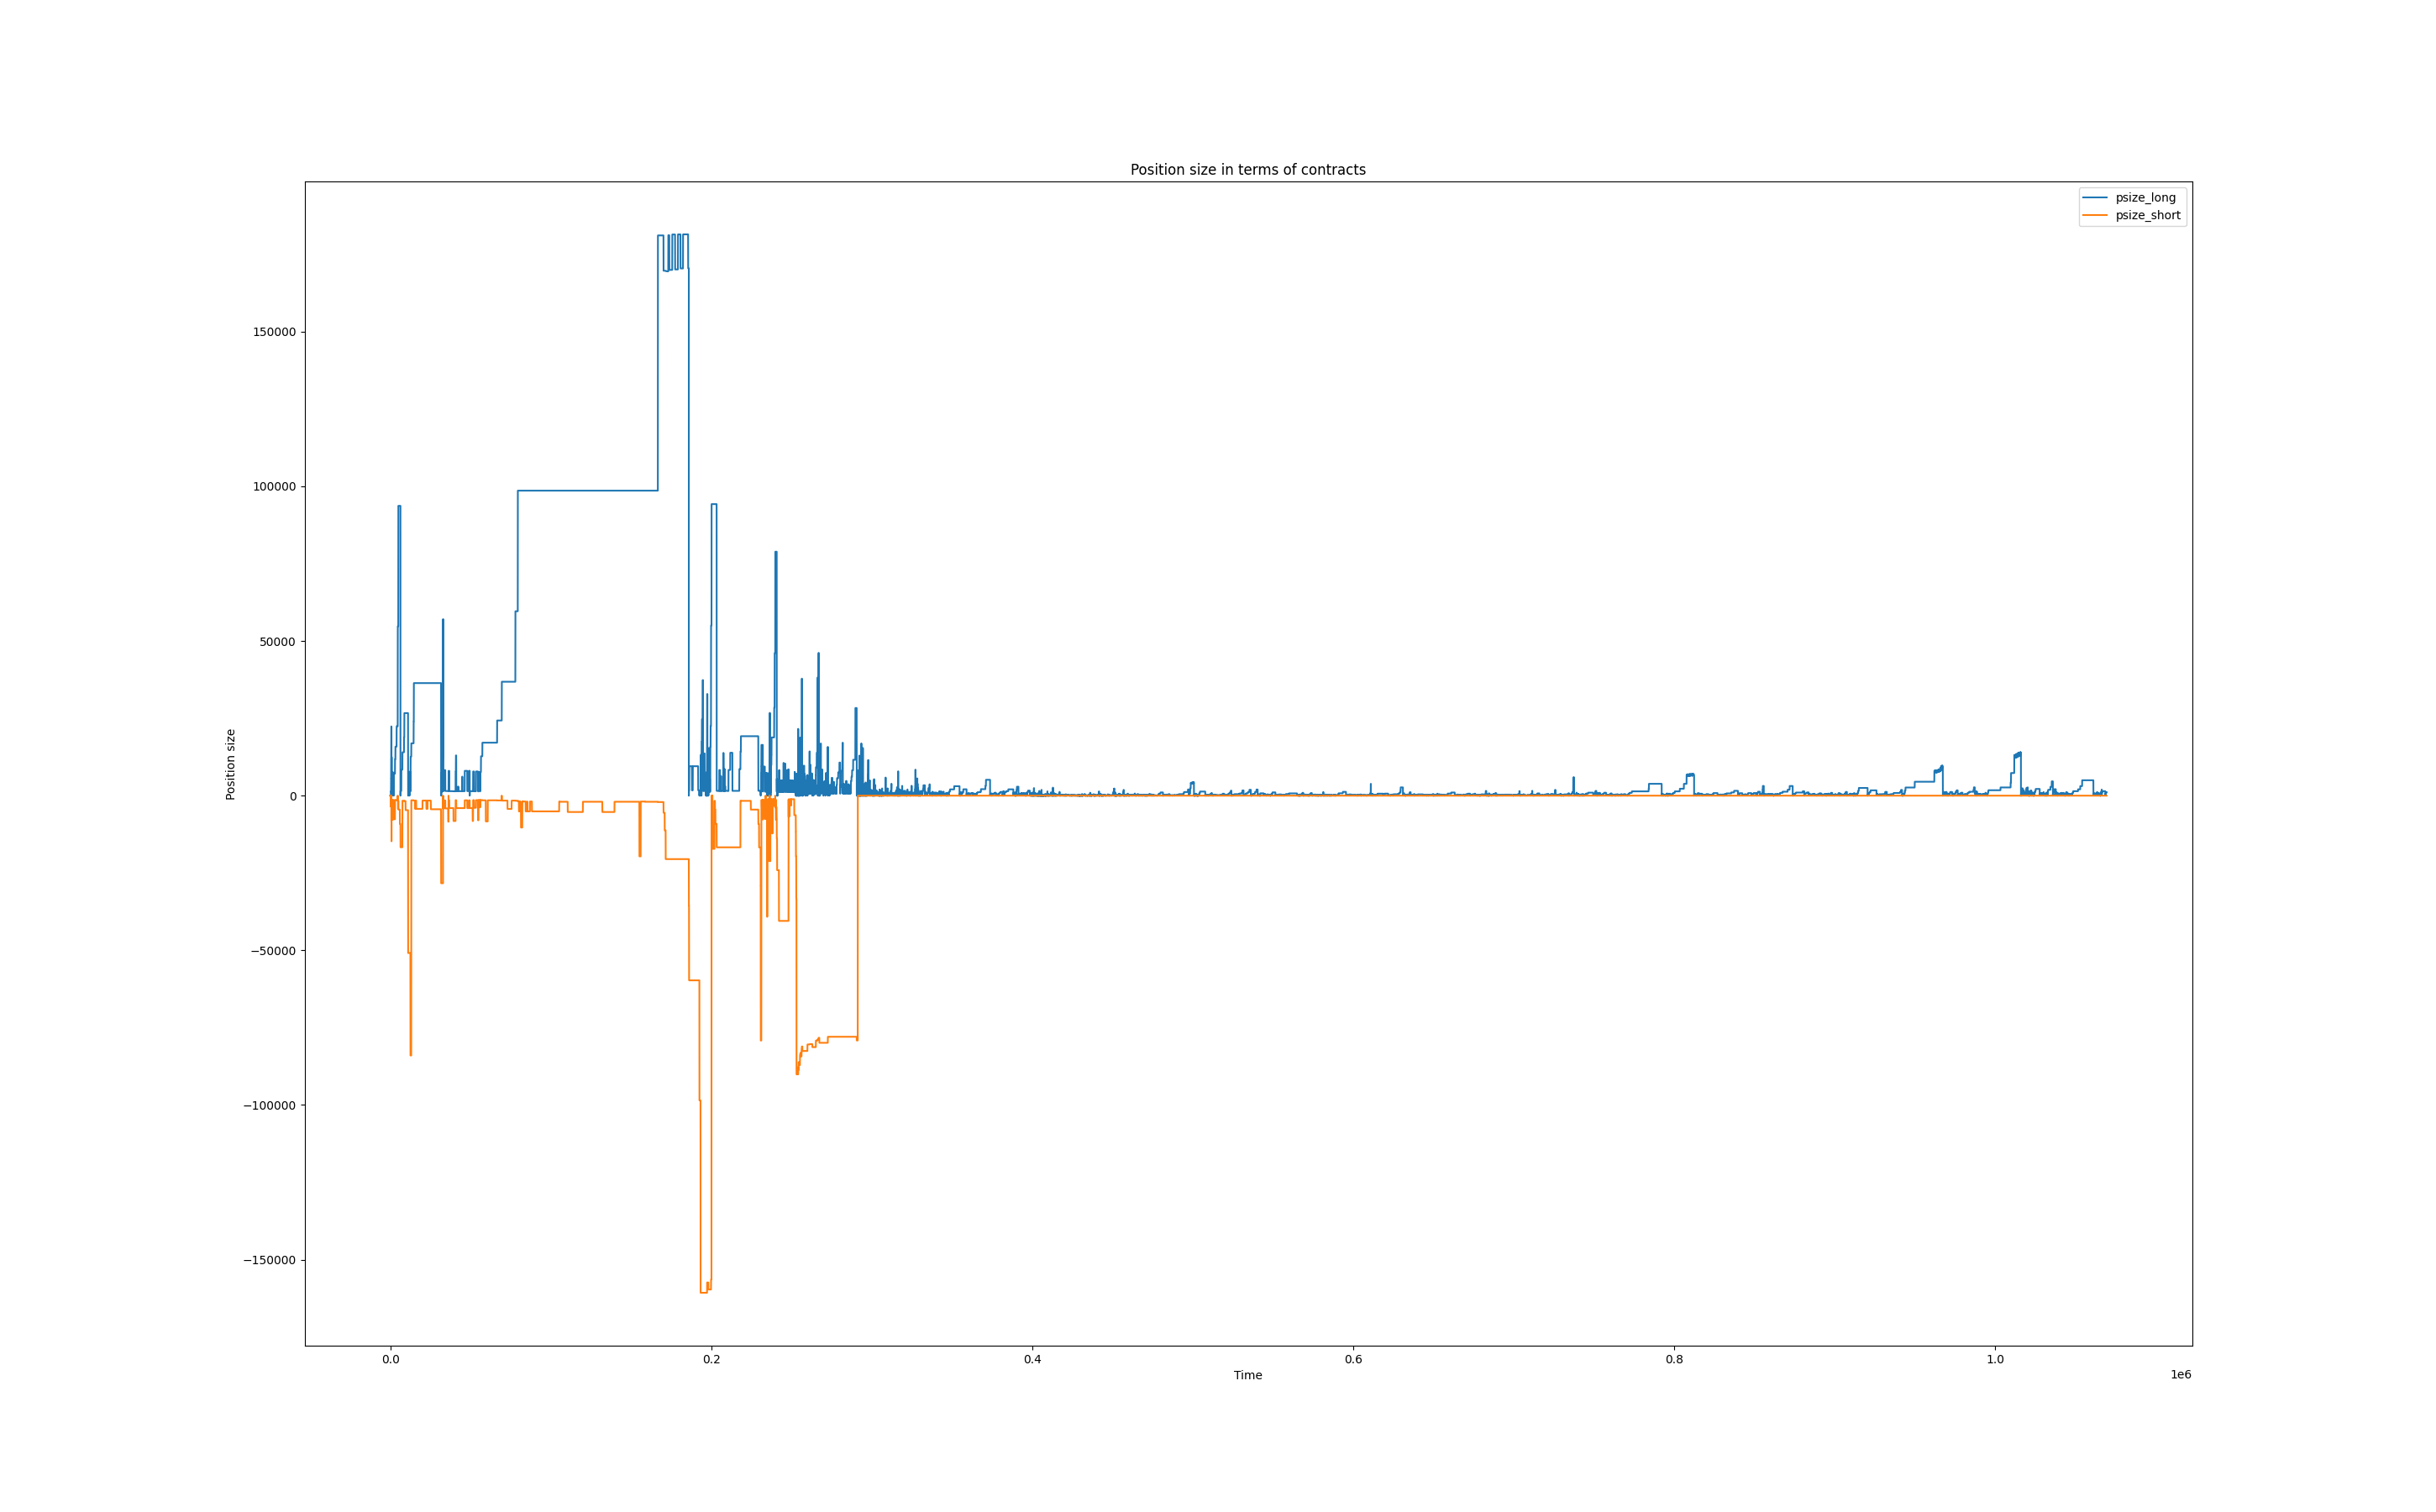 Position size in terms of contracts
psize_long
psize_short
Position size
150000
100000
50000
0
−50000
−100000
−150000
0.0
0.2
0.4
0.6
0.8
1.0
Time
1e6